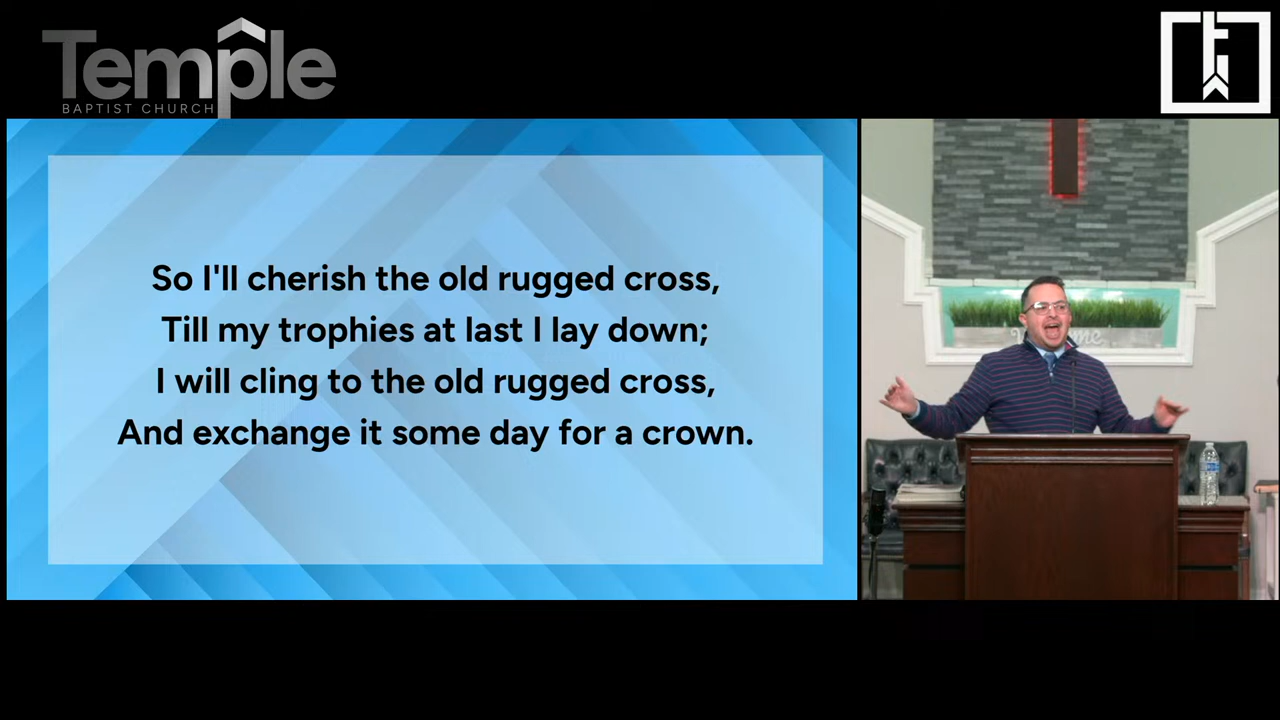 Temple
BAPTIST CHURCH
So I'll cherish the old rugged cross,
Till my trophies at last I lay down;
I will cling to the old rugged cross,
And exchange it some day for a crown.